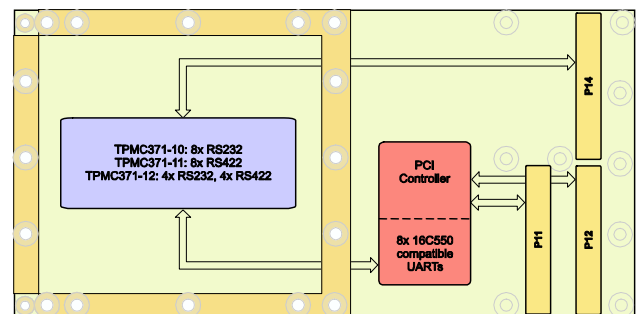 TPMC371-10: 8x RS232
TPMC371-11: 8x RS422
TPMC371-12: 4x RS232, 4x RS422
PCI
Controller
8x 16C550
compatible
UARTs
P14
P11
P12